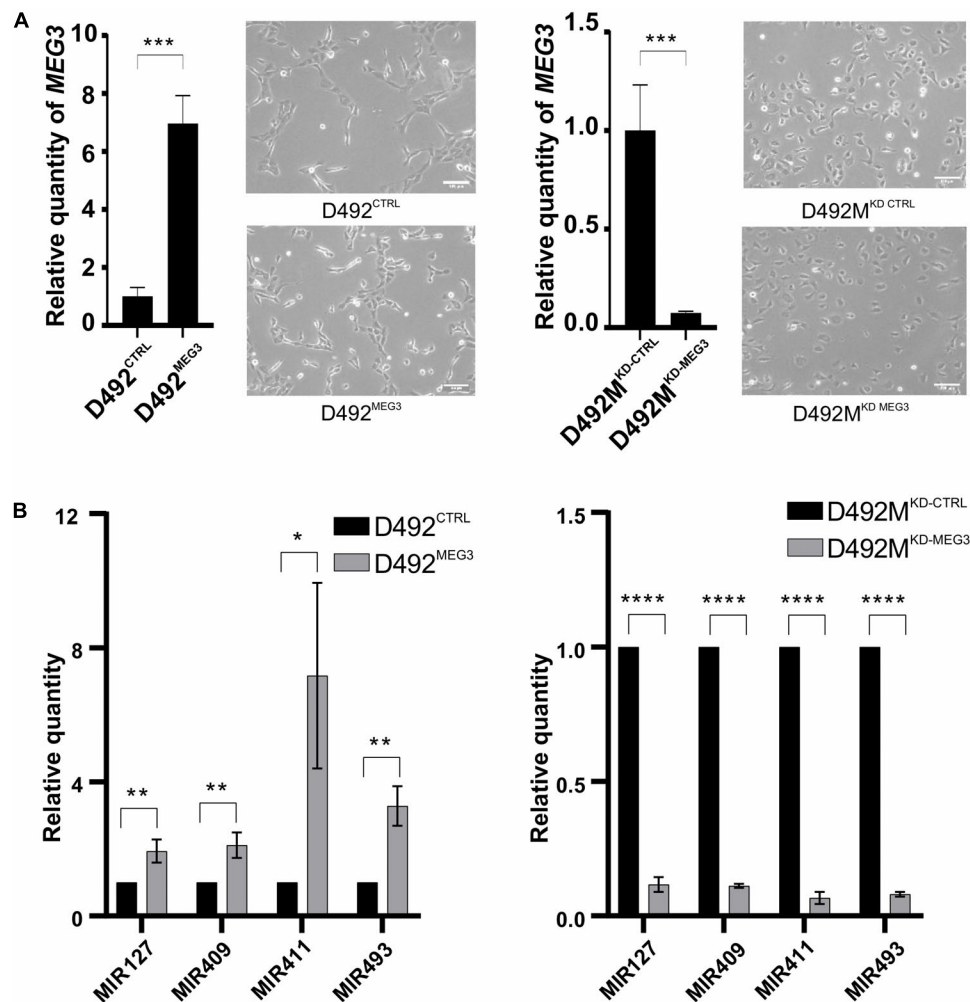 A
Relative quantity of MEG3
10
8
6
4
2
0
***
D492CTRL
D492MEG3
D492CTRL
D492MEG3
Relative quantity of MEG3
1.5
1.0
0.5
0.0
***
D492MKD-CTRL
D492MKD-MEG3
D492MKD CTRL
D492MKD MEG3
B
Relative quantity
12
8
4
0
D492CTRL
D492MEG3
**
**
*
**
MIR127
MIR409
MIR411
MIR493
Relative quantity
1.5
1.0
0.5
0.0
D492MKD-CTRL
D492MKD-MEG3
****
****
****
****
MIR127
MIR409
MIR411
MIR493